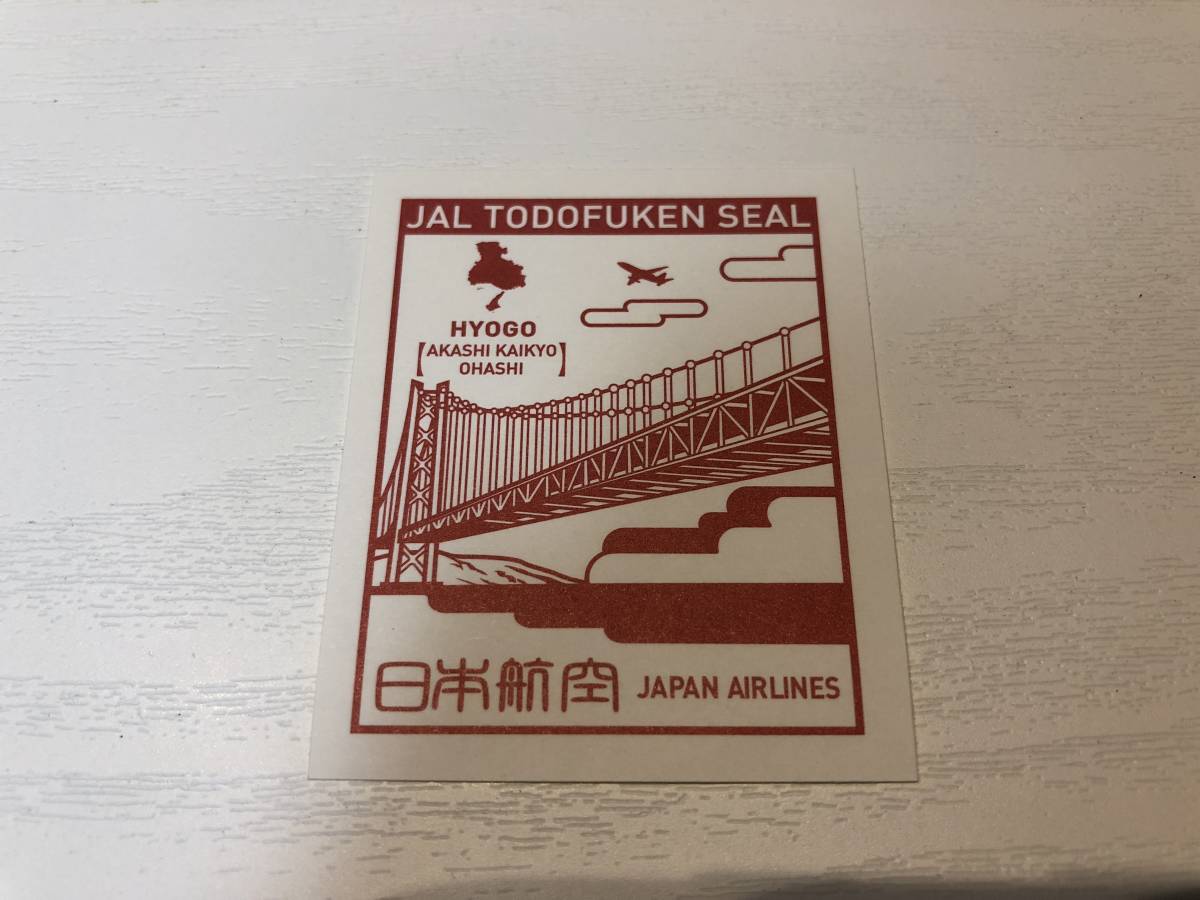 JAL TODOFUKEN SEAL
HYOGO
【AKASHI KAIKYO
OHASHI】
日本航空 JAPAN AIRLINES